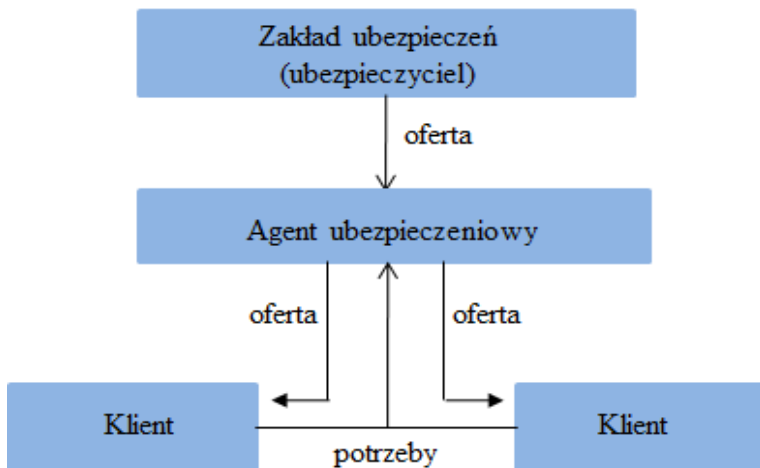 Zakład ubezpieczeń
(ubezpieczyciel)
oferta
Agent ubezpieczeniowy
oferta
oferta
Klient
Klient
potrzeby